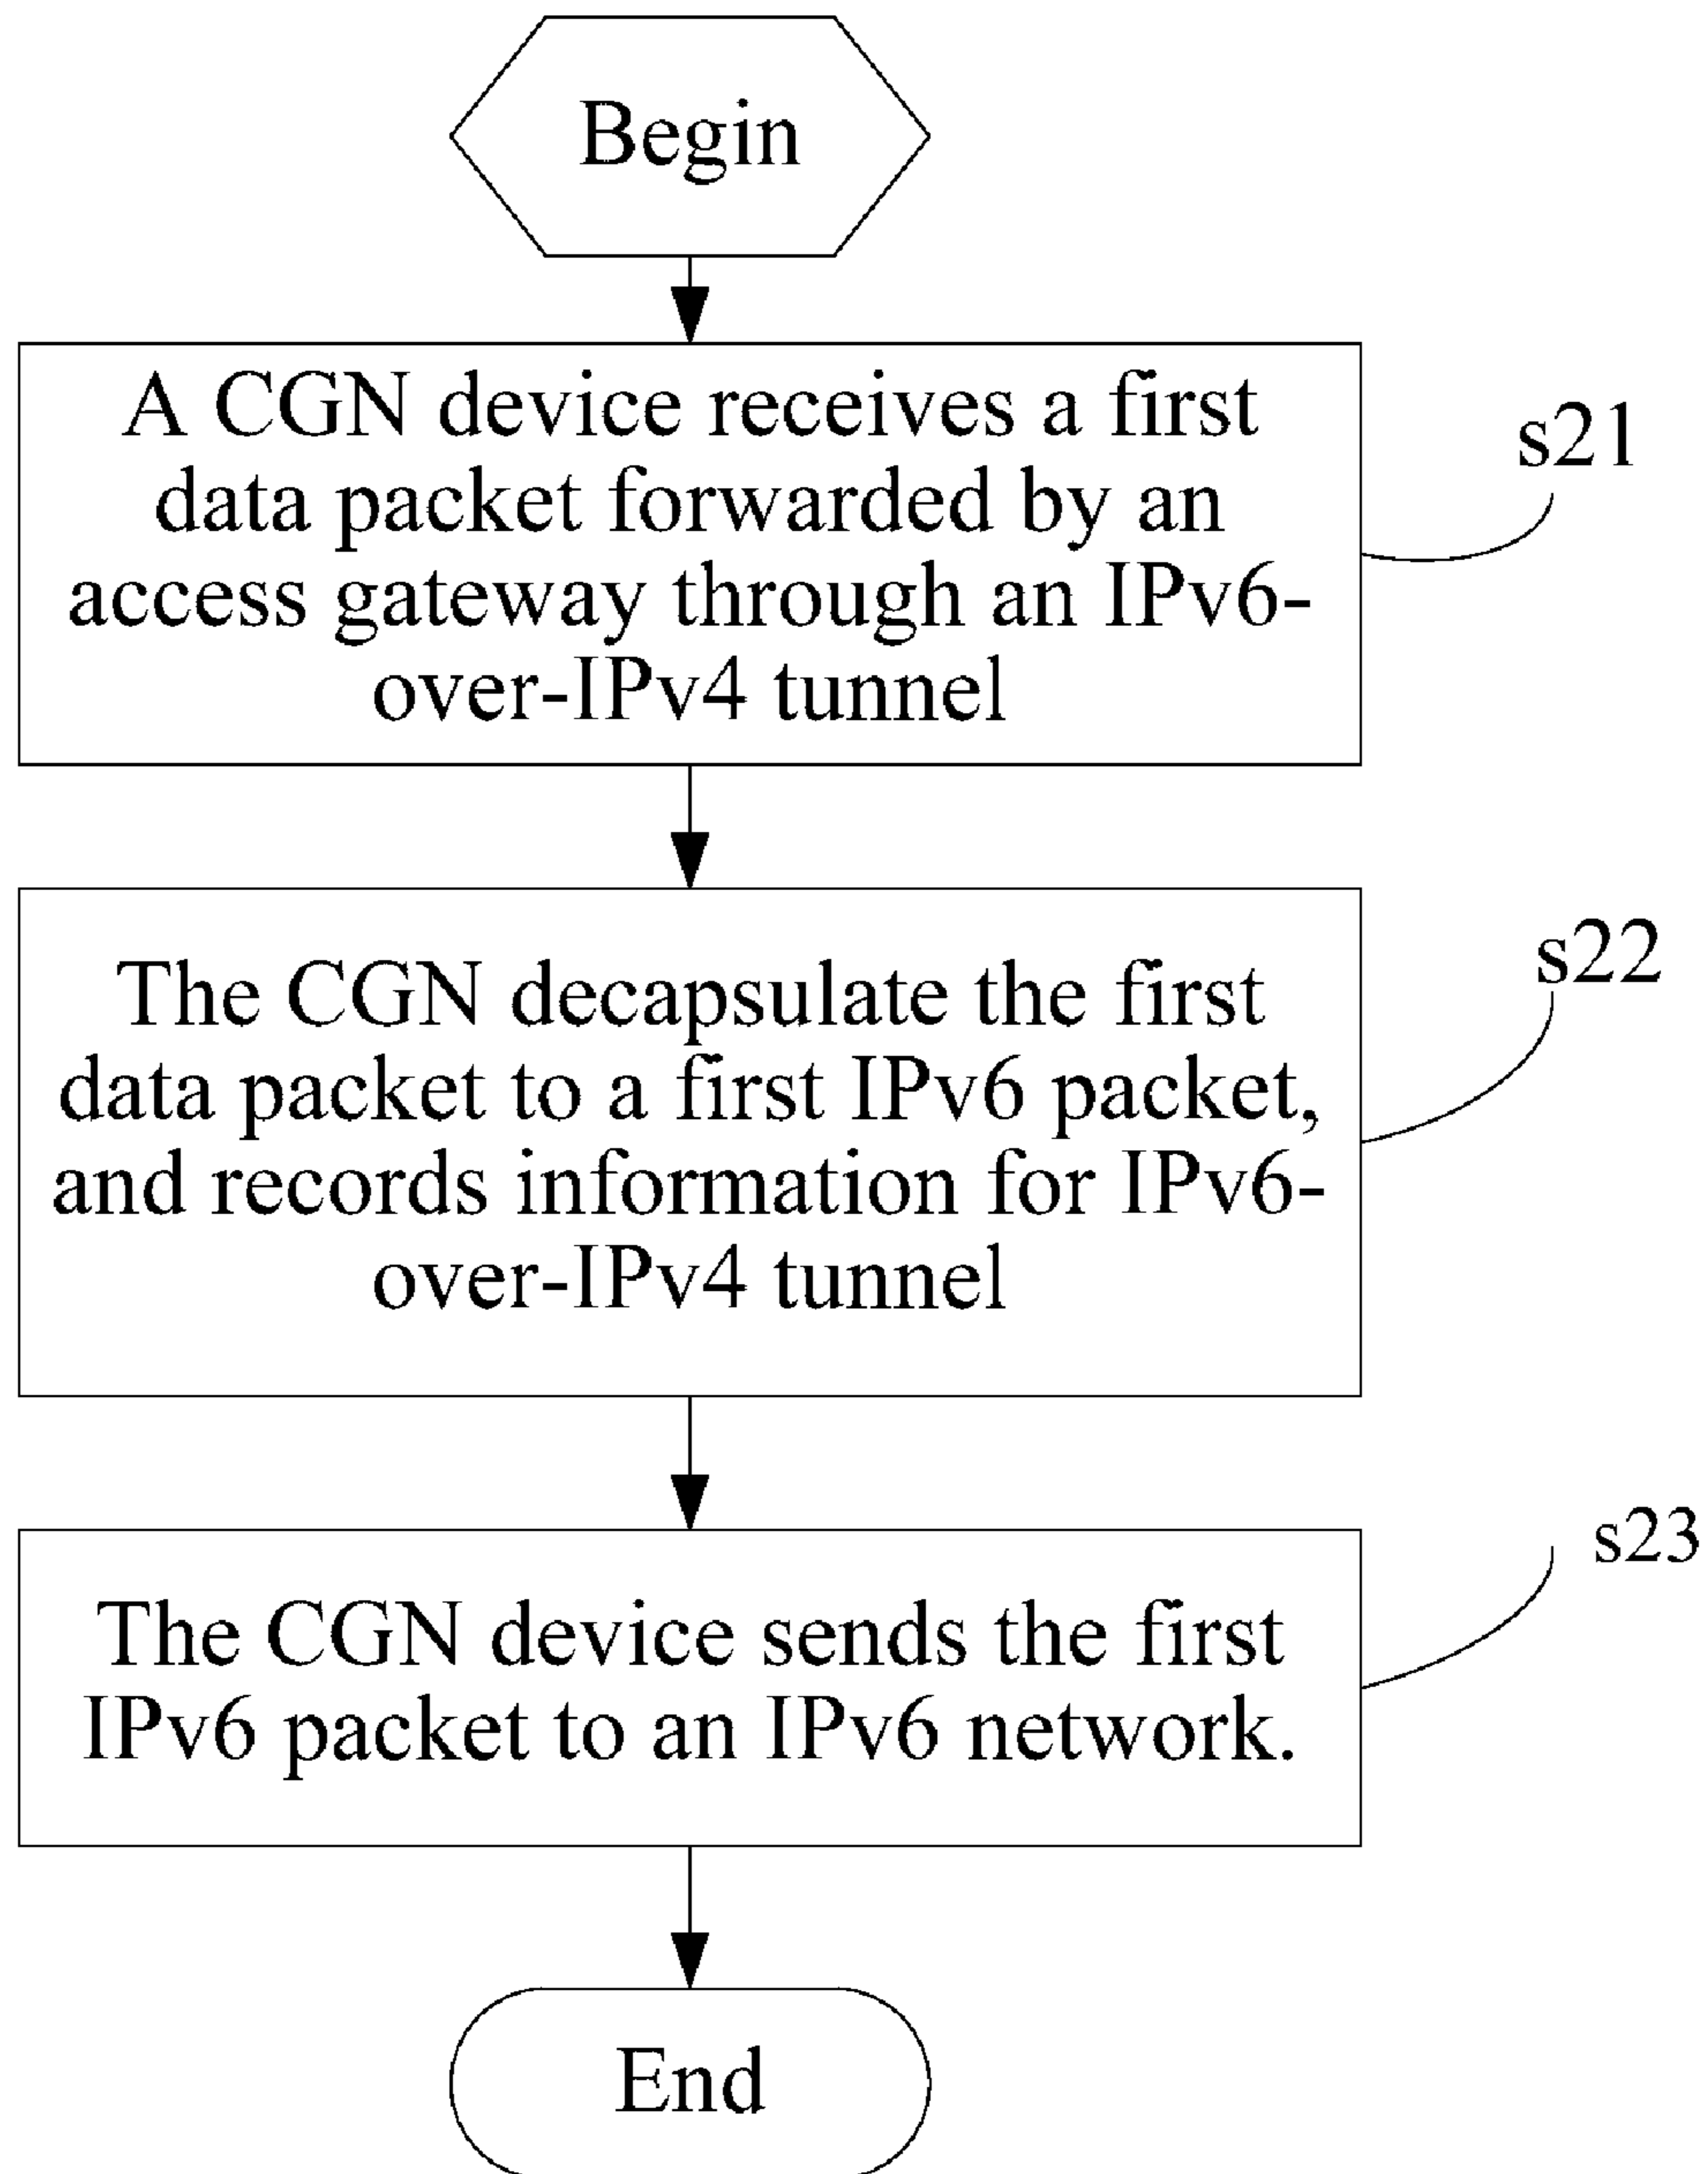 Begin
A CGN device receives a first
data packet forwarded by an
access gateway through an IPv6-
over-IPv4 tunnel
s21
The CGN decapsulate the first
data packet to a first IPv6 packet,
and records information for IPv6-
over-IPv4 tunnel
s22
The CGN device sends the first
IPv6 packet to an IPv6 network.
s23
End